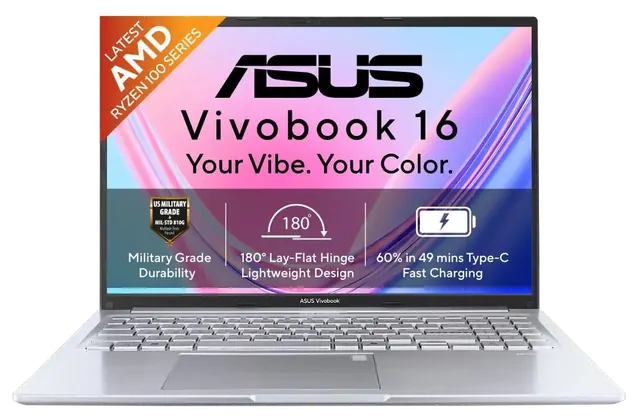 LATEST
AMD
RYZEN 100 SERIES
ASUS
Vivobook 16
Your Vibe. Your Color.
US MILITARY
GRADE
MIL-STD 810G
Military Grade
Durability
180°
180° Lay-Flat Hinge
Lightweight Design
60% in 49 mins Type-C
Fast Charging
ASUS Vivobook